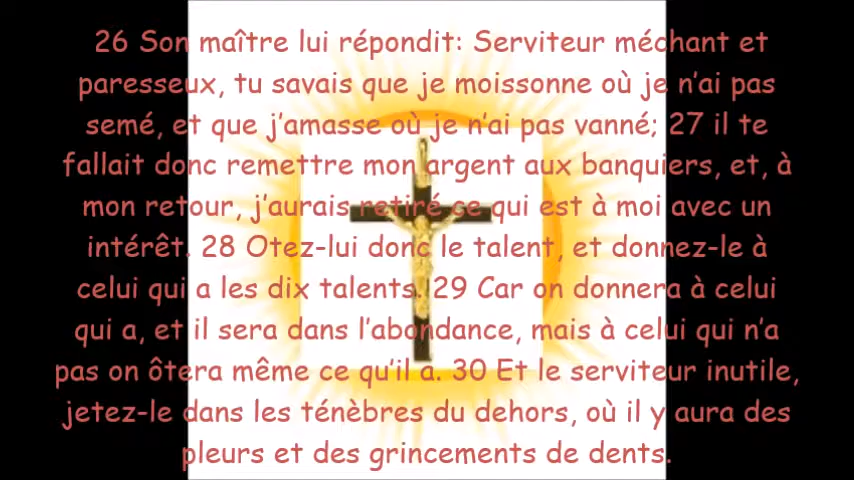 26 Son maître lui répondit: Serviteur méchant et
paresseux, tu savais que je moissonne où je n’ai pas
semé, et que j’amasse où je n’ai pas vanné; 27 il te
fallait donc remettre mon argent aux banquiers, et, à
mon retour, j’aurais retiré ce qui est à moi avec un
intérêt. 28 Otez-lui donc le talent, et donnez-le à
celui qui a les dix talents. 29 Car on donnera à celui
qui a, et il sera dans l’abondance, mais à celui qui n’a
pas on ôtera même ce qu’il a. 30 Et le serviteur inutile,
jetez-le dans les ténèbres du dehors, où il y aura des
pleurs et des grincements de dents.